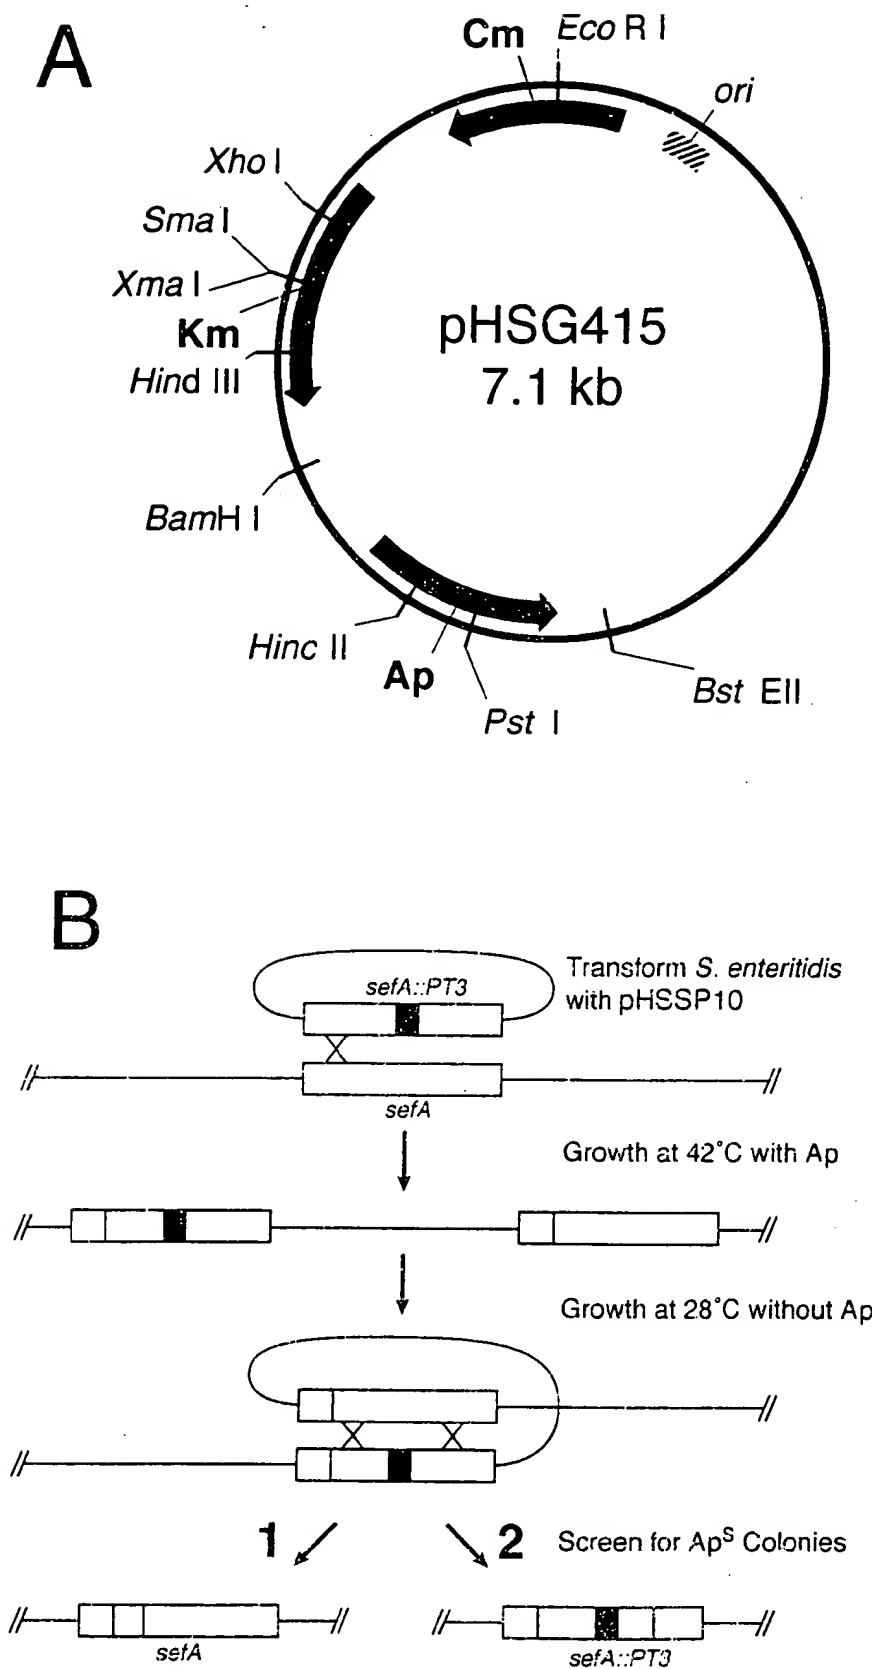 A
Cm
Eco R I
ori
Xho I
Sma I
Xma I
Km
Hind III
pHSG415
7.1 kb
BamH I
Hinc II
Ap
Pst I
Bst EII
B
sefA::PT3
Transform S. enteritidis
with pHSSP10
sefA
Growth at 42°C with Ap
Growth at 28°C without Ap
1
2
Screen for ApS Colonies
sefA
sefA::PT3